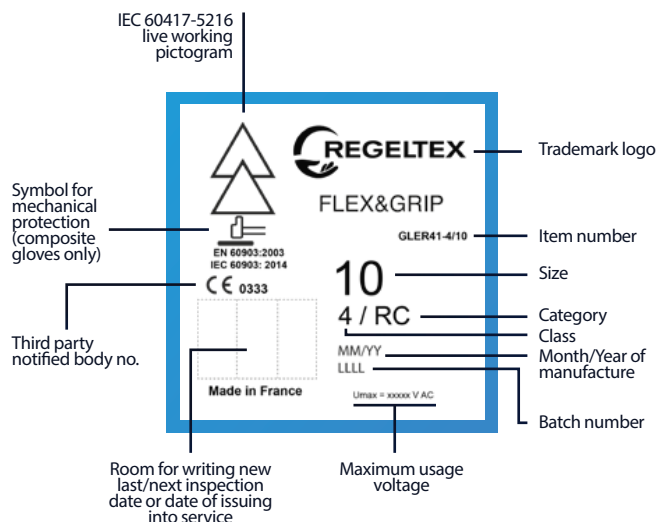 IEC 60417-5216
live working
pictogram
REGELTEX
Trademark logo
FLEX&GRIP
Symbol for
mechanical
protection
(composite
gloves only)
GLER41-4/10
Item number
EN 60903:2003
IEC 60903: 2014
CE 0333
10
Size
4 / RC
Category
Class
Third party
notified body no.
MM/YY
Month/Year of
manufacture
LLLL
Made in France
Umax = xxxxx V AC
Batch number
Room for writing new
last/next inspection
date or date of issuing
into service
Maximum usage
voltage